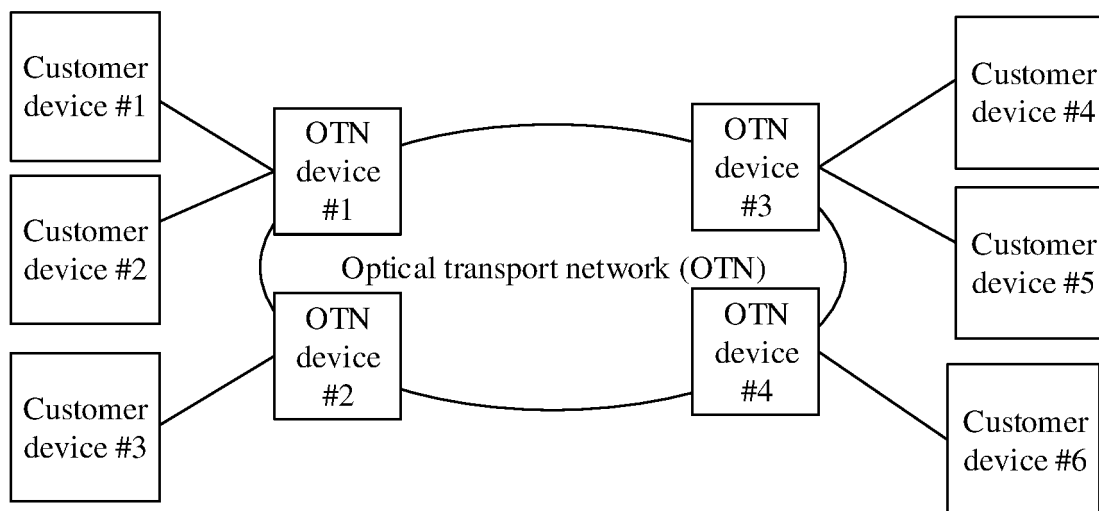 Customer
device #1
Customer
device #2
Customer
device #3
OTN
device
#1
OTN
device
#2
Optical transport network (OTN)
OTN
device
#3
OTN
device
#4
Customer
device #4
Customer
device #5
Customer
device #6